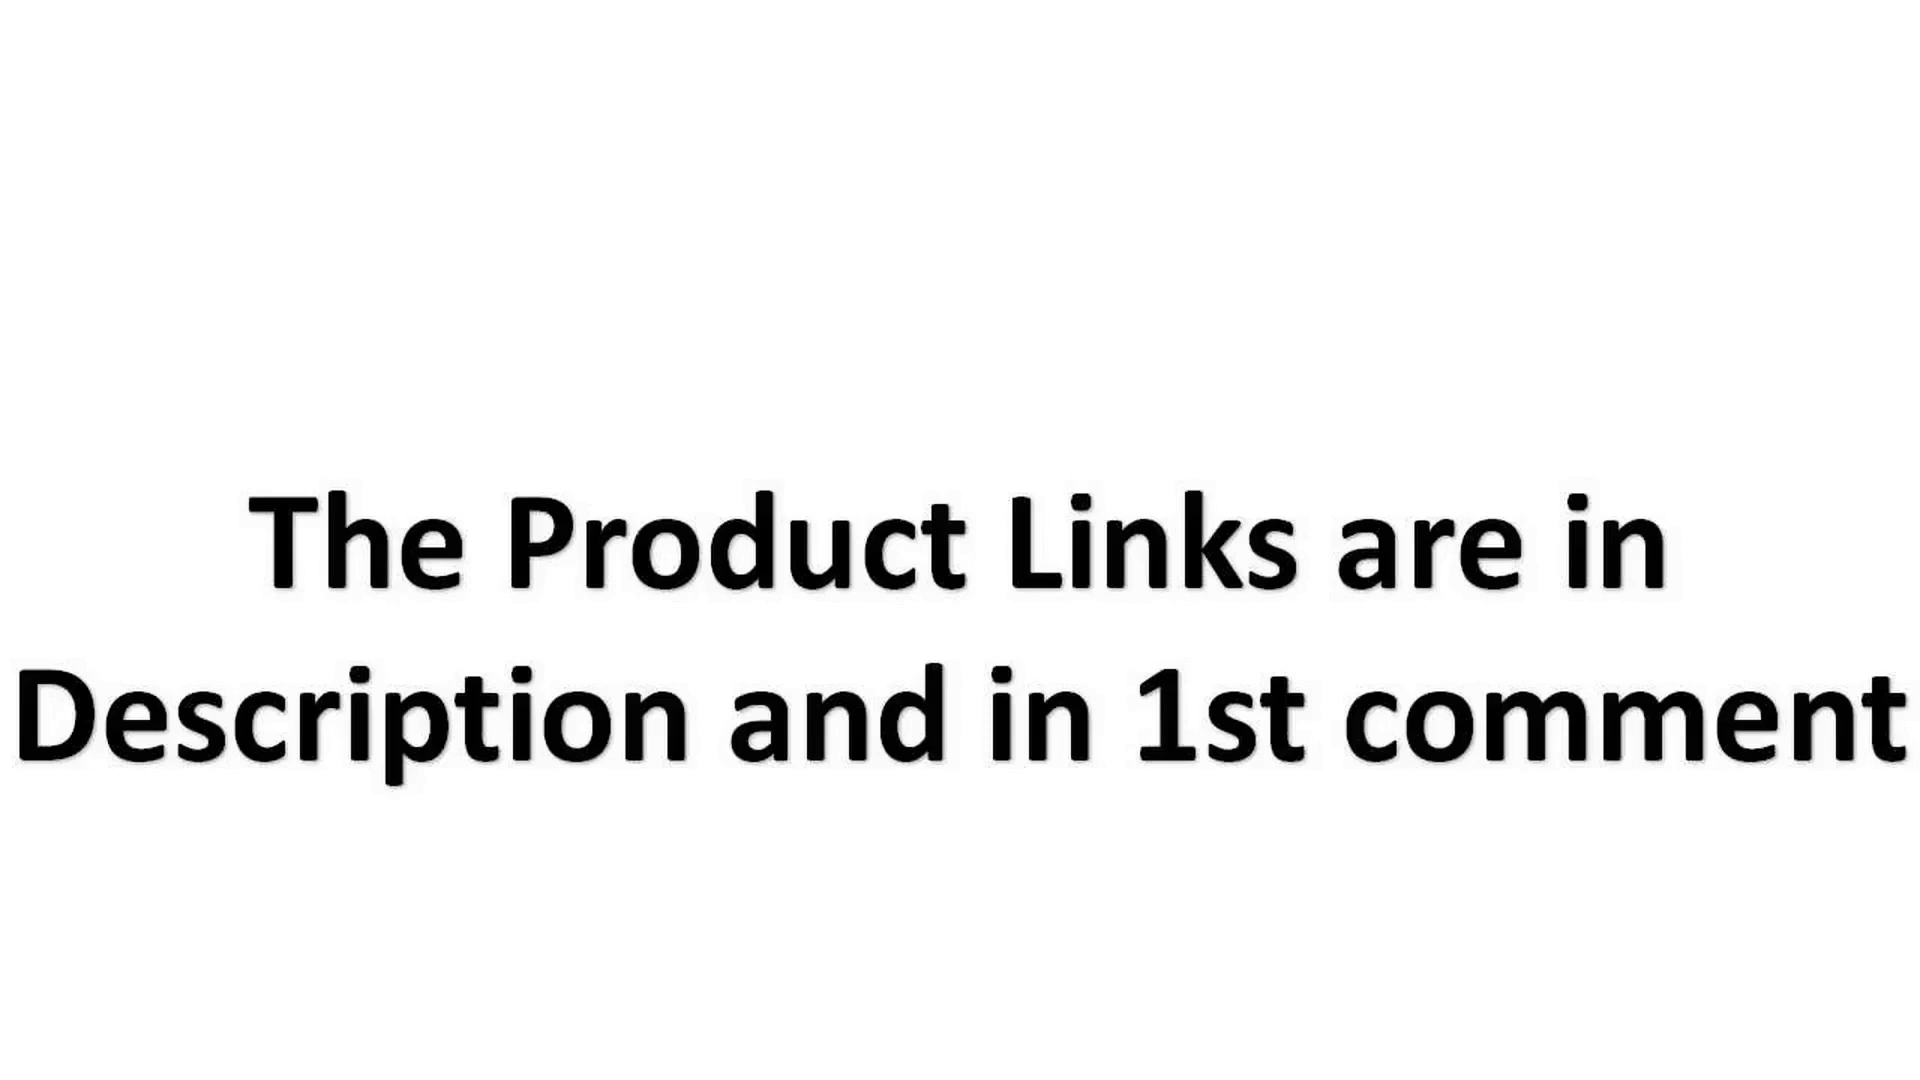 The Product Links are in
Description and in 1st comment